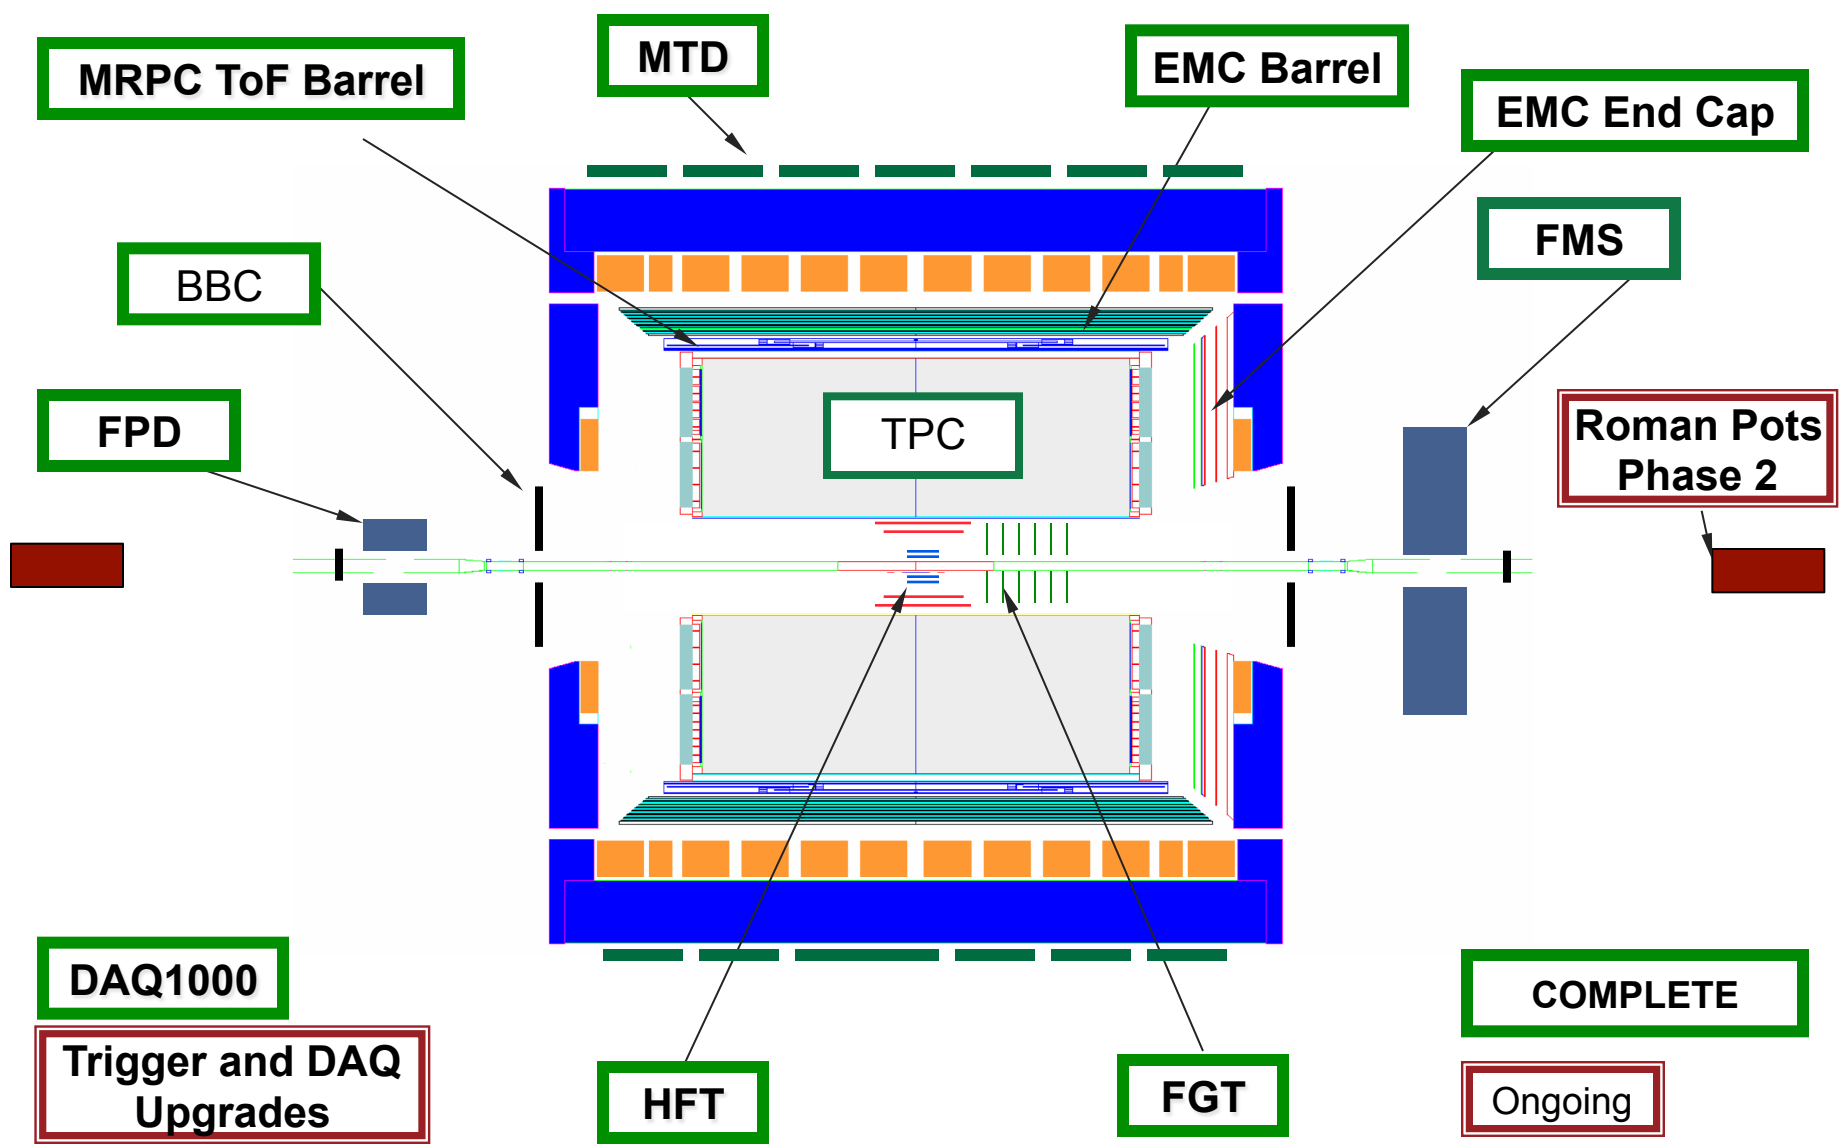 MTD
MRPC ToF Barrel
EMC Barrel
EMC End Cap
FMS
BBC
FPD
TPC
Roman Pots
Phase 2
DAQ1000
COMPLETE
Trigger and DAQ
Upgrades
HFT
FGT
Ongoing